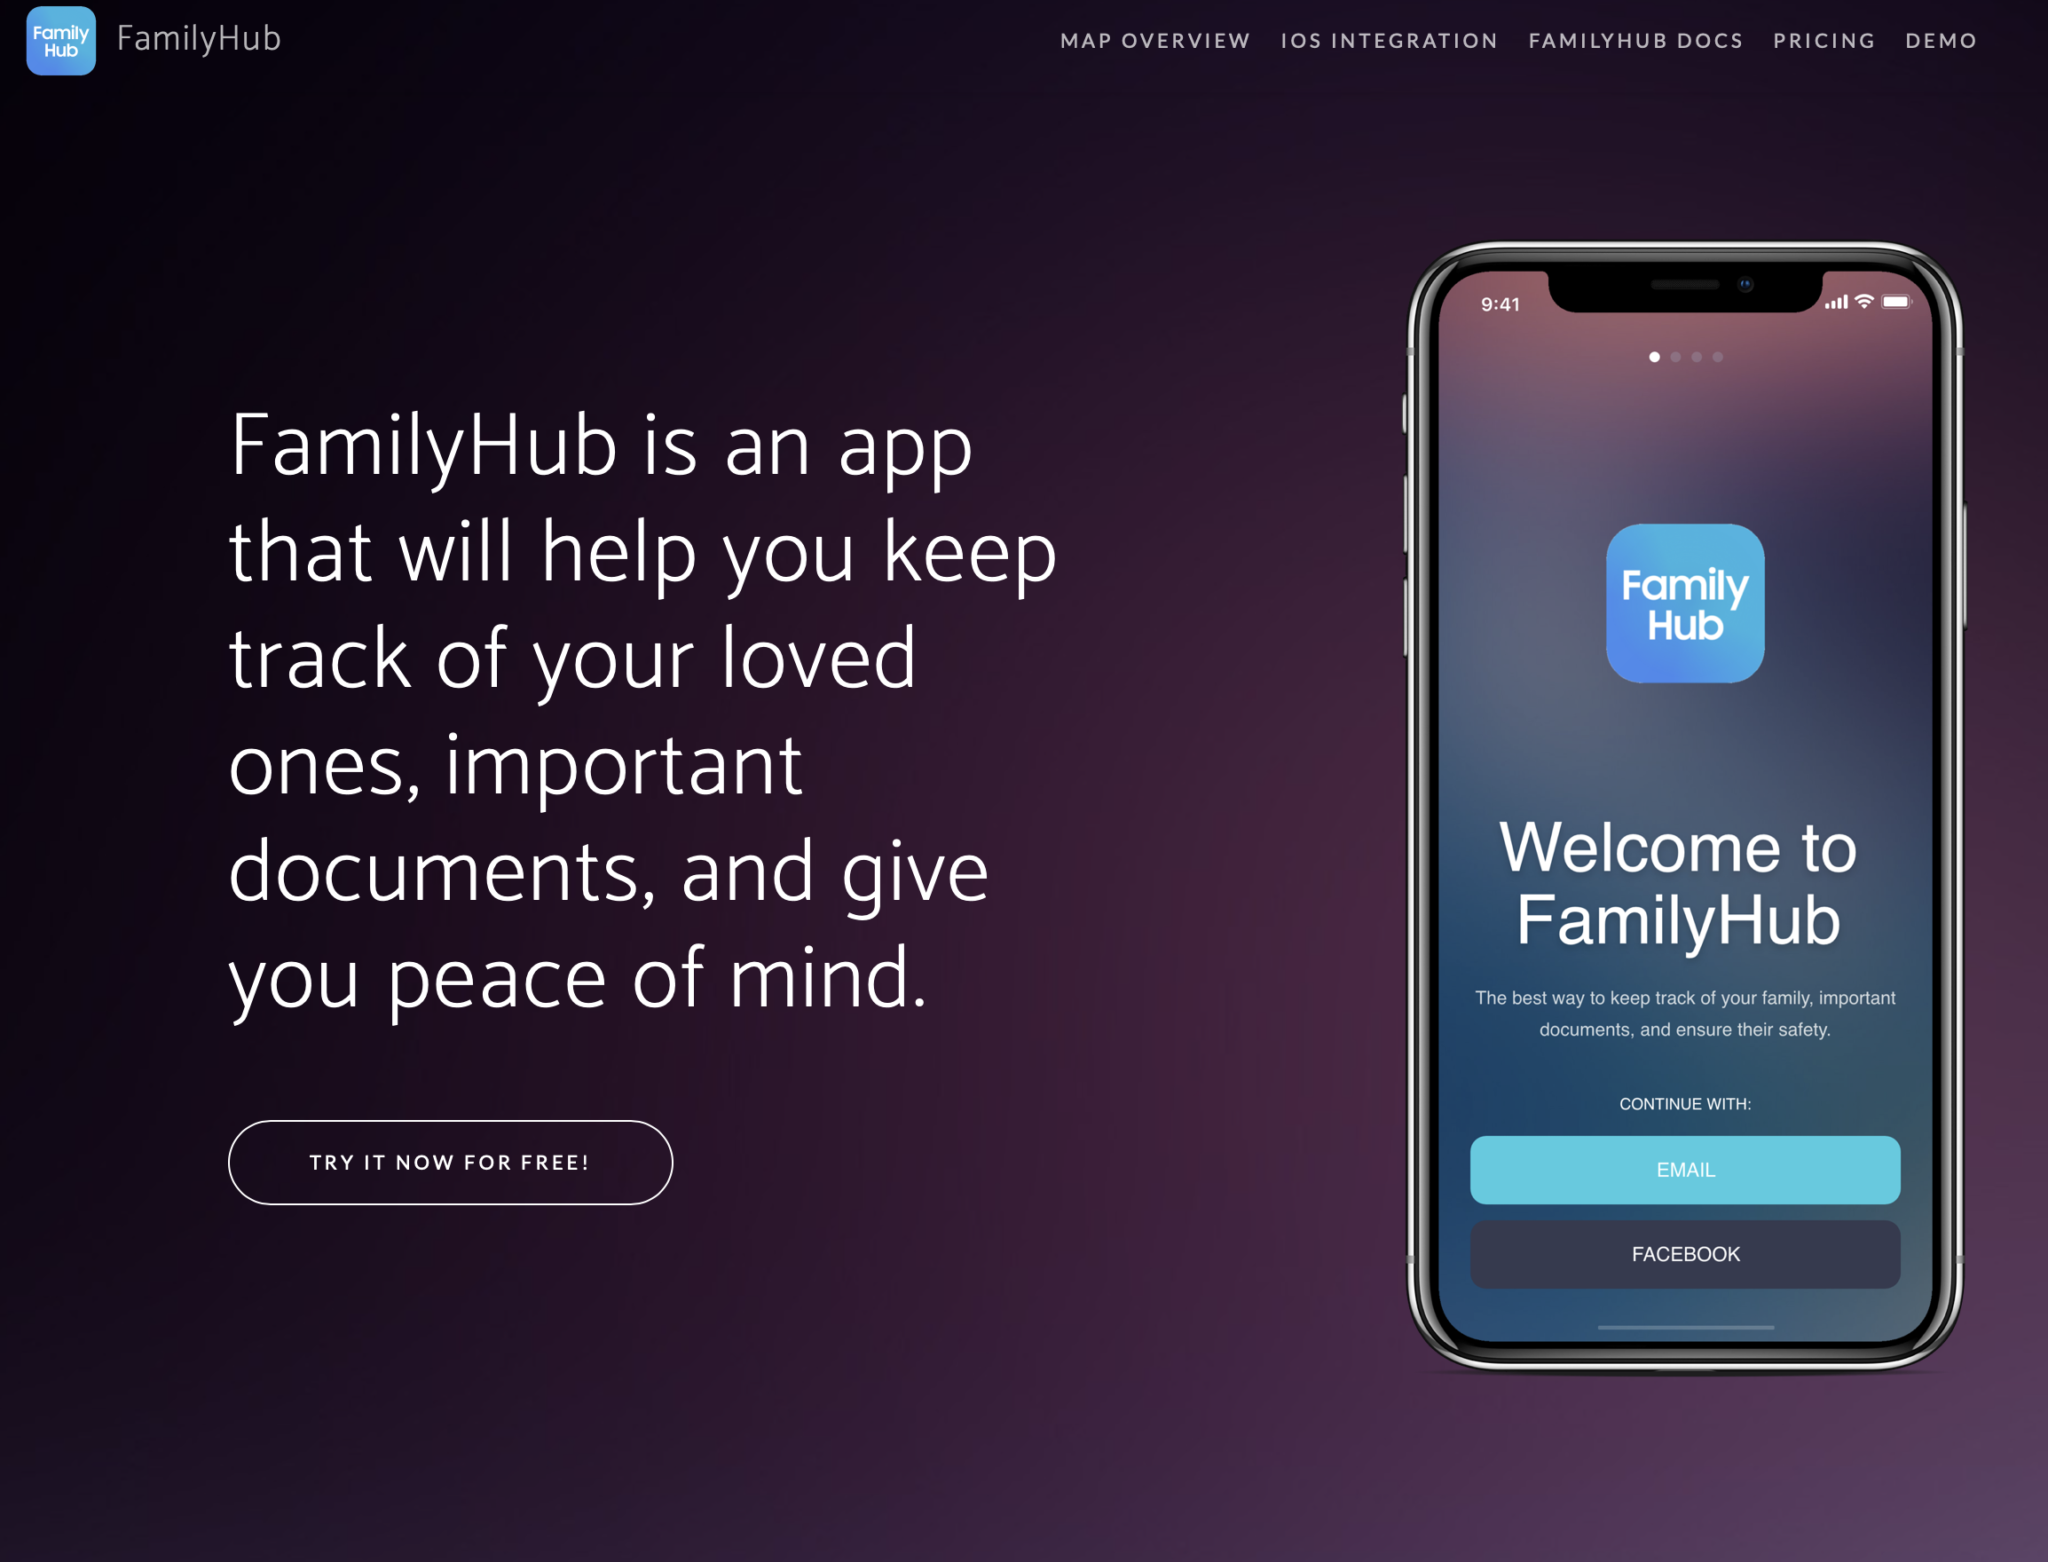 Family
Hub
FamilyHub
MAP OVERVIEW
IOS INTEGRATION
FAMILYHUB DOCS
PRICING
DEMO
FamilyHub is an app
that will help you keep
track of your loved
ones, important
documents, and give
you peace of mind.
TRY IT NOW FOR FREE!
9:41
Family
Hub
Welcome to
FamilyHub
The best way to keep track of your family, important
documents, and ensure their safety.
CONTINUE WITH:
EMAIL
FACEBOOK